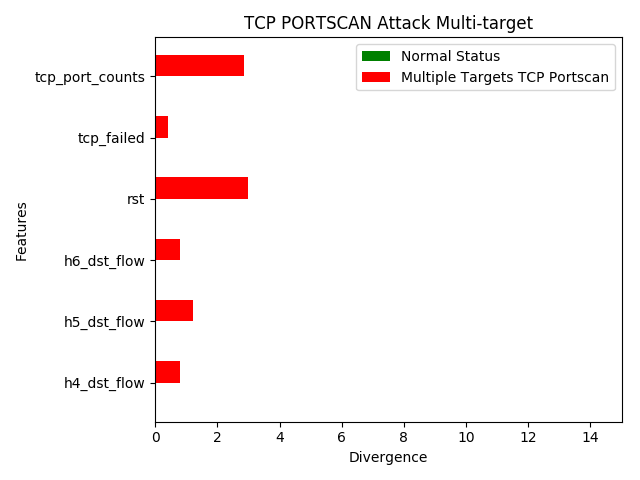 TCP PORTSCAN Attack Multi-target
Normal Status
Multiple Targets TCP Portscan
tcp_port_counts
tcp_failed
rst
h6_dst_flow
h5_dst_flow
h4_dst_flow
Features
0 2 4 6 8 10 12 14
Divergence